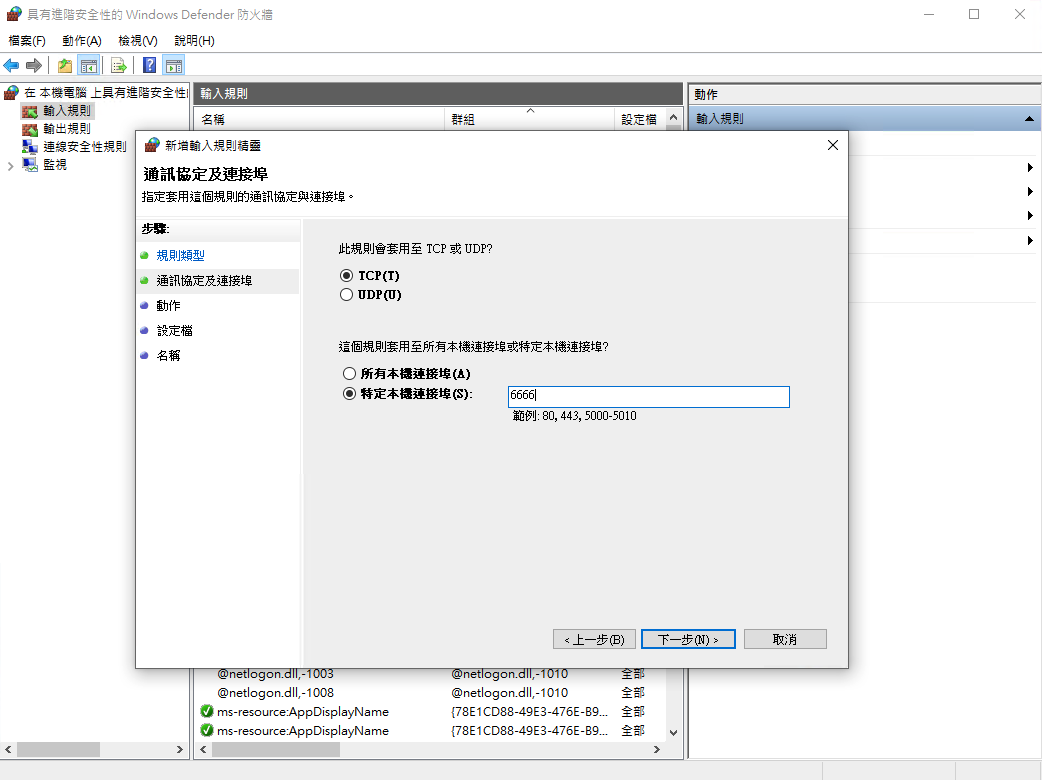 具有進階安全性的 Windows Defender 防火牆
檔案(F) 動作(A) 檢視(V) 說明(H)
在 本機電腦 上具有進階安全性
輸入規則
輸出規則
連線安全性規則
監視
輸入規則
名稱 群組 設定檔
動作
輸入規則
新增輸入規則精靈
通訊協定及連接埠
指定套用這個規則的通訊協定與連接埠。
步驟:
規則類型
通訊協定及連接埠
動作
設定檔
名稱
此規則會套用至 TCP 或 UDP?
TCP(T)
UDP(U)
這個規則套用至所有本機連接埠或特定本機連接埠?
所有本機連接埠(A)
特定本機連接埠(S): 6666
範例: 80, 443, 5000-5010
< 上一步(B) 下一步(N) > 取消
@netlogon.dll,-1003 @netlogon.dll,-1010 全部
@netlogon.dll,-1008 @netlogon.dll,-1010 全部
ms-resource:AppDisplayName {78E1CD88-49E3-476E-B9... 全部
ms-resource:AppDisplayName {78E1CD88-49E3-476E-B9... 全部